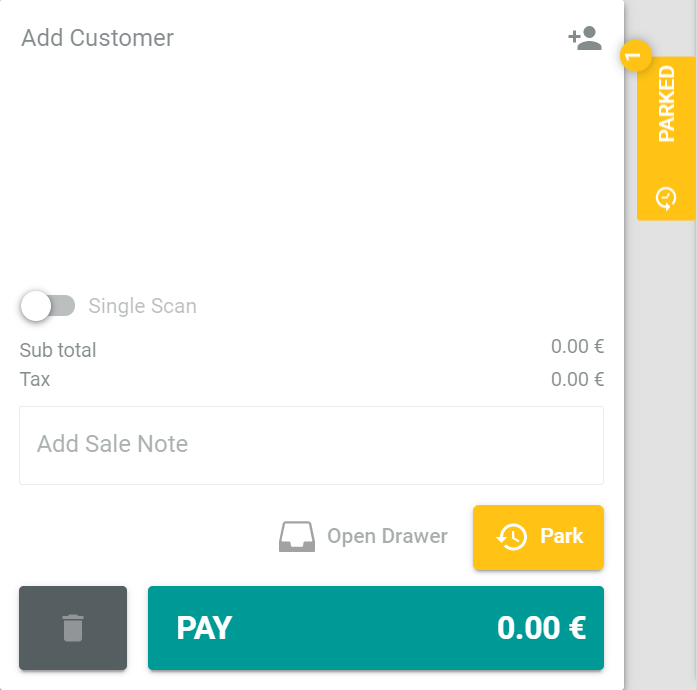 Add Customer
1
PARKED
Single Scan
Sub total 0.00 €
Tax 0.00 €
Add Sale Note
Open Drawer
Park
PAY 0.00 €